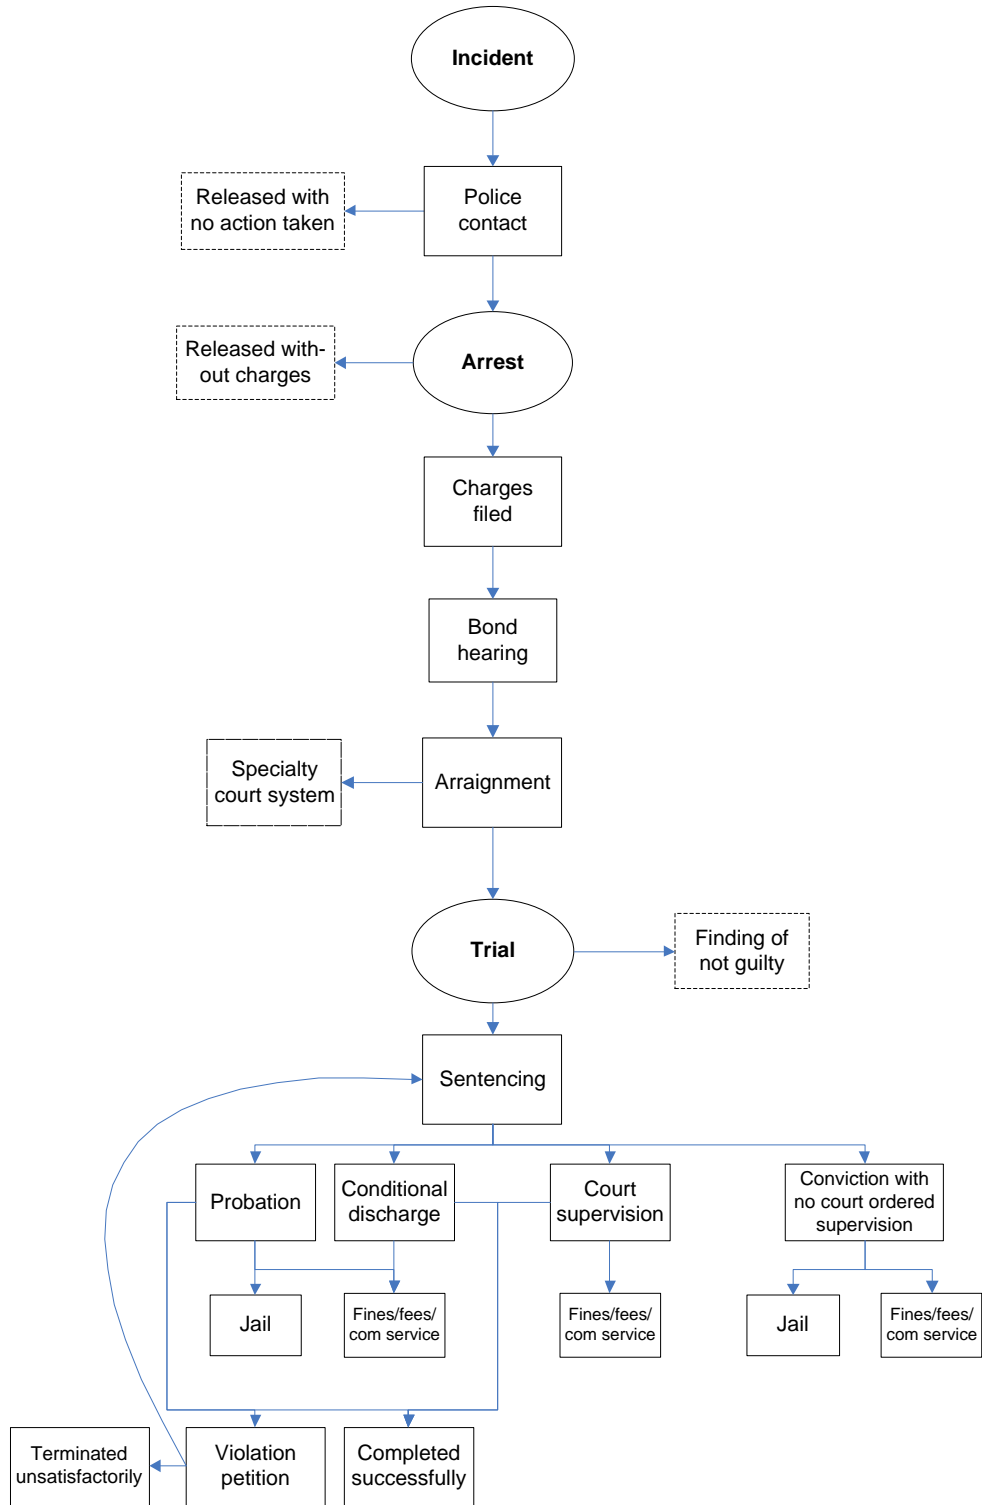 Incident
Released with
no action taken
Police
contact
Released with-
out charges
Arrest
Charges
filed
Bond
hearing
Specialty
court system
Arraignment
Trial
Finding of
not guilty
Sentencing
Probation
Conditional
discharge
Court
supervision
Conviction with
no court ordered
supervision
Jail
Fines/fees/
com service
Fines/fees/
com service
Jail
Fines/fees/
com service
Terminated
unsatisfactorily
Violation
petition
Completed
successfully